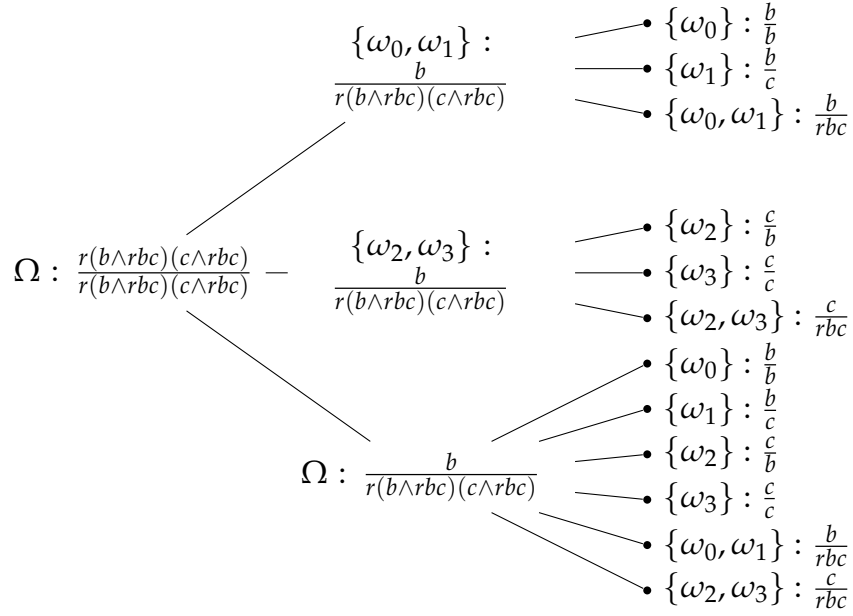 {ω₀, ω₁} :
b / r(b∧rbc)(c∧rbc)
{ω₀} : b/b
{ω₁} : b/c
{ω₀, ω₁} : b/rbc
Ω : r(b∧rbc)(c∧rbc) / r(b∧rbc)(c∧rbc)
{ω₂, ω₃} :
b / r(b∧rbc)(c∧rbc)
{ω₂} : c/b
{ω₃} : c/c
{ω₂, ω₃} : c/rbc
Ω : b / r(b∧rbc)(c∧rbc)
{ω₀} : b/b
{ω₁} : b/c
{ω₂} : c/b
{ω₃} : c/c
{ω₀, ω₁} : b/rbc
{ω₂, ω₃} : c/rbc